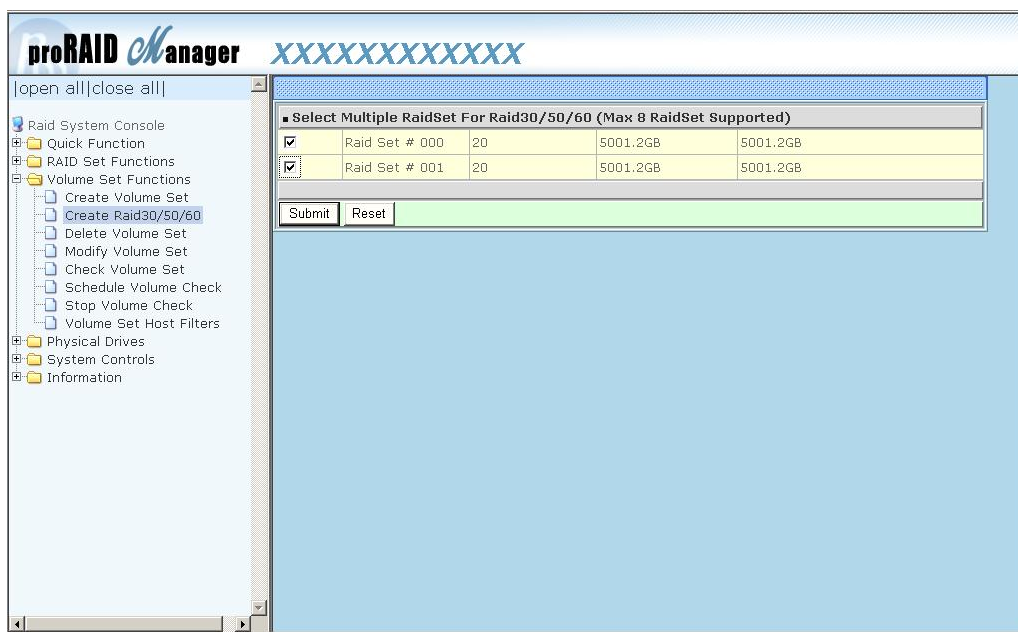 proRAID Manager XXXXXXXXXXXX
|open all|close all|
Raid System Console
Quick Function
RAID Set Functions
Volume Set Functions
Create Volume Set
Create Raid30/50/60
Delete Volume Set
Modify Volume Set
Check Volume Set
Schedule Volume Check
Stop Volume Check
Volume Set Host Filters
Physical Drives
System Controls
Information
Select Multiple RaidSet For Raid30/50/60 (Max 8 RaidSet Supported)
Raid Set # 000 20 5001.2GB 5001.2GB
Raid Set # 001 20 5001.2GB 5001.2GB
Submit Reset